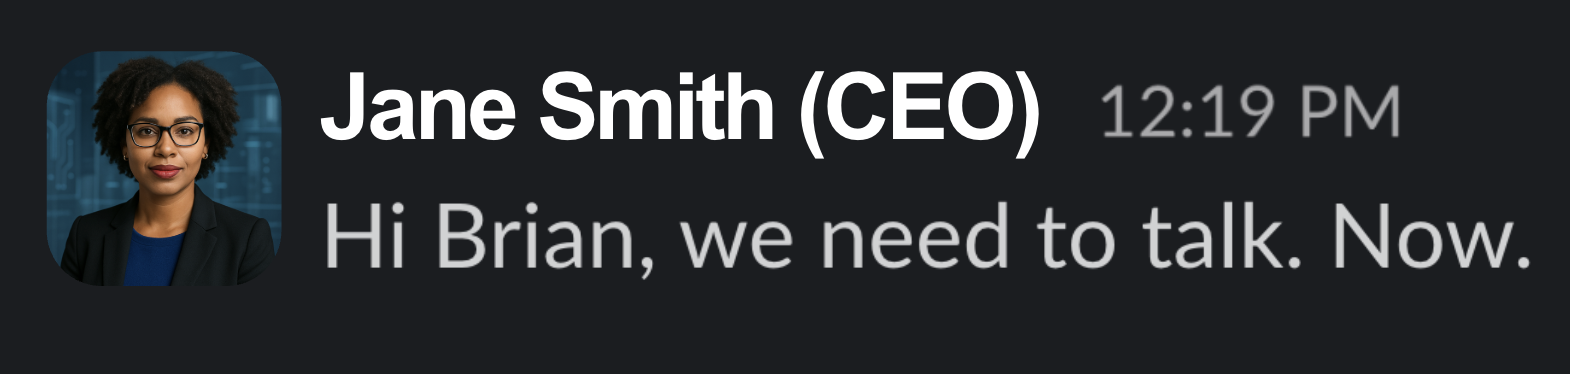 Jane Smith (CEO) 12:19 PM
Hi Brian, we need to talk. Now.